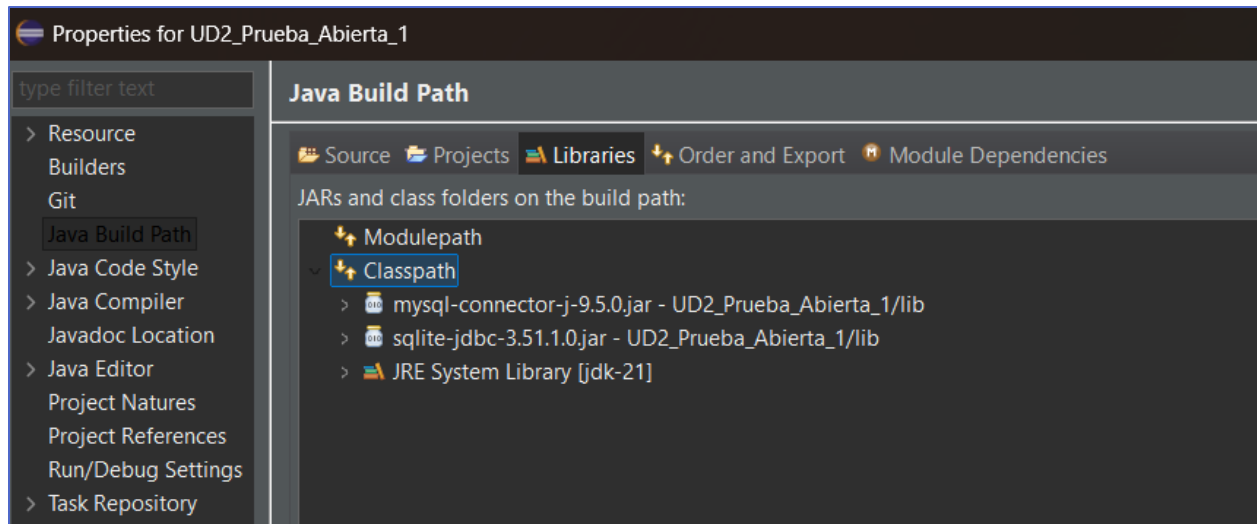 Properties for UD2_Prueba_Abierta_1
type filter text
Resource
Builders
Git
Java Build Path
Java Code Style
Java Compiler
Javadoc Location
Java Editor
Project Natures
Project References
Run/Debug Settings
Task Repository
Java Build Path
Source Projects Libraries Order and Export Module Dependencies
JARs and class folders on the build path:
Modulepath
Classpath
mysql-connector-j-9.5.0.jar - UD2_Prueba_Abierta_1/lib
sqlite-jdbc-3.51.1.0.jar - UD2_Prueba_Abierta_1/lib
JRE System Library [jdk-21]